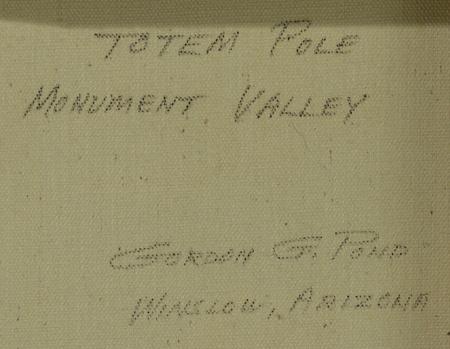 TOTEM POLE
MONUMENT VALLEY
GORDON G. POND
WINSLOW, ARIZONA